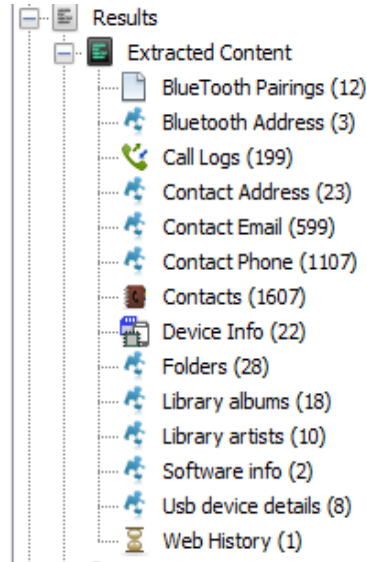 Results
Extracted Content
BlueTooth Pairings (12)
Bluetooth Address (3)
Call Logs (199)
Contact Address (23)
Contact Email (599)
Contact Phone (1107)
Contacts (1607)
Device Info (22)
Folders (28)
Library albums (18)
Library artists (10)
Software info (2)
Usb device details (8)
Web History (1)